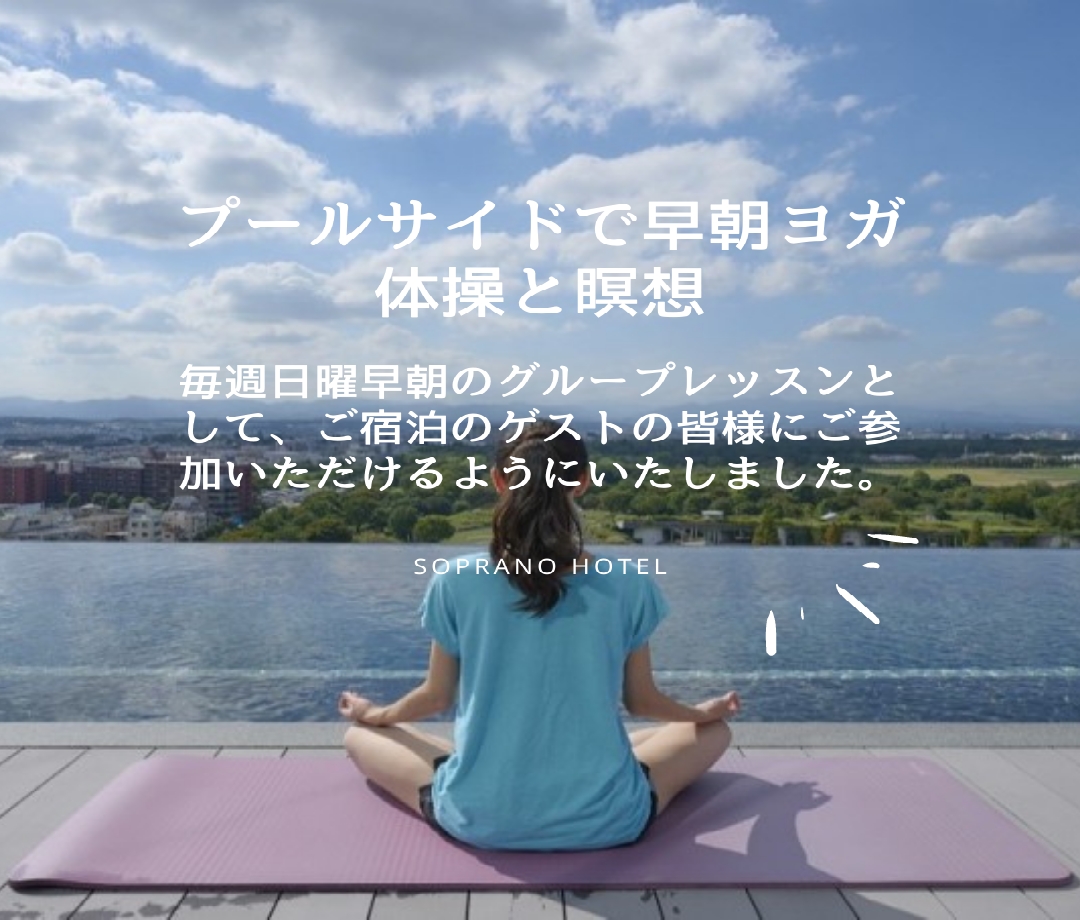 プールサイドで早朝ヨガ
体操と瞑想
毎週日曜早朝のグループレッスンと
して、ご宿泊のゲストの皆様にご参
加いただけるようにいたしました。
SOPRANO HOTEL